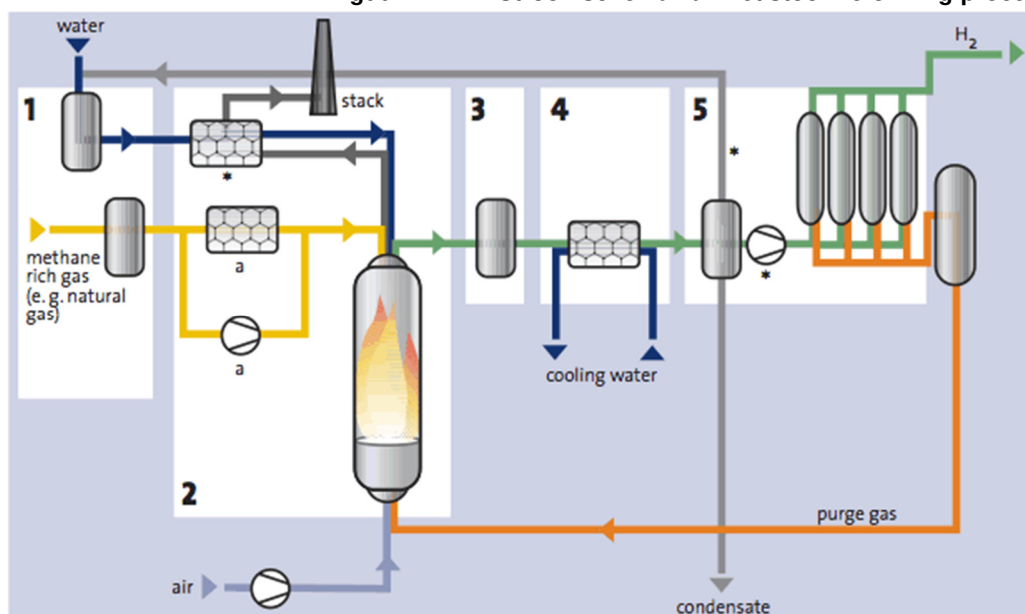 water
H2
1
stack
3
4
5
*
*
methane
rich gas
(e. g. natural
gas)
a
*
a
cooling water
2
purge gas
air
condensate